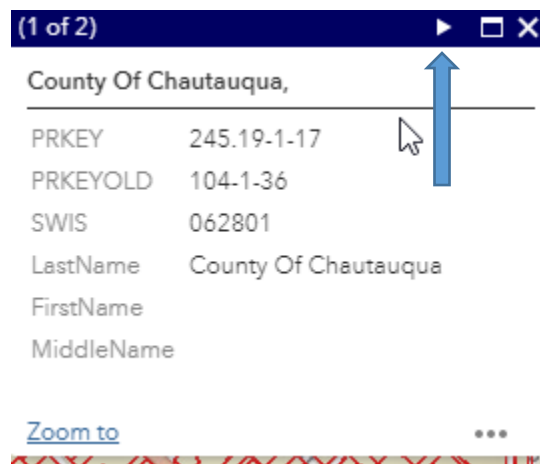 (1 of 2)
County Of Chautauqua,
PRKEY 245.19-1-17
PRKEYOLD 104-1-36
SWIS 062801
LastName County Of Chautauqua
FirstName
MiddleName
Zoom to